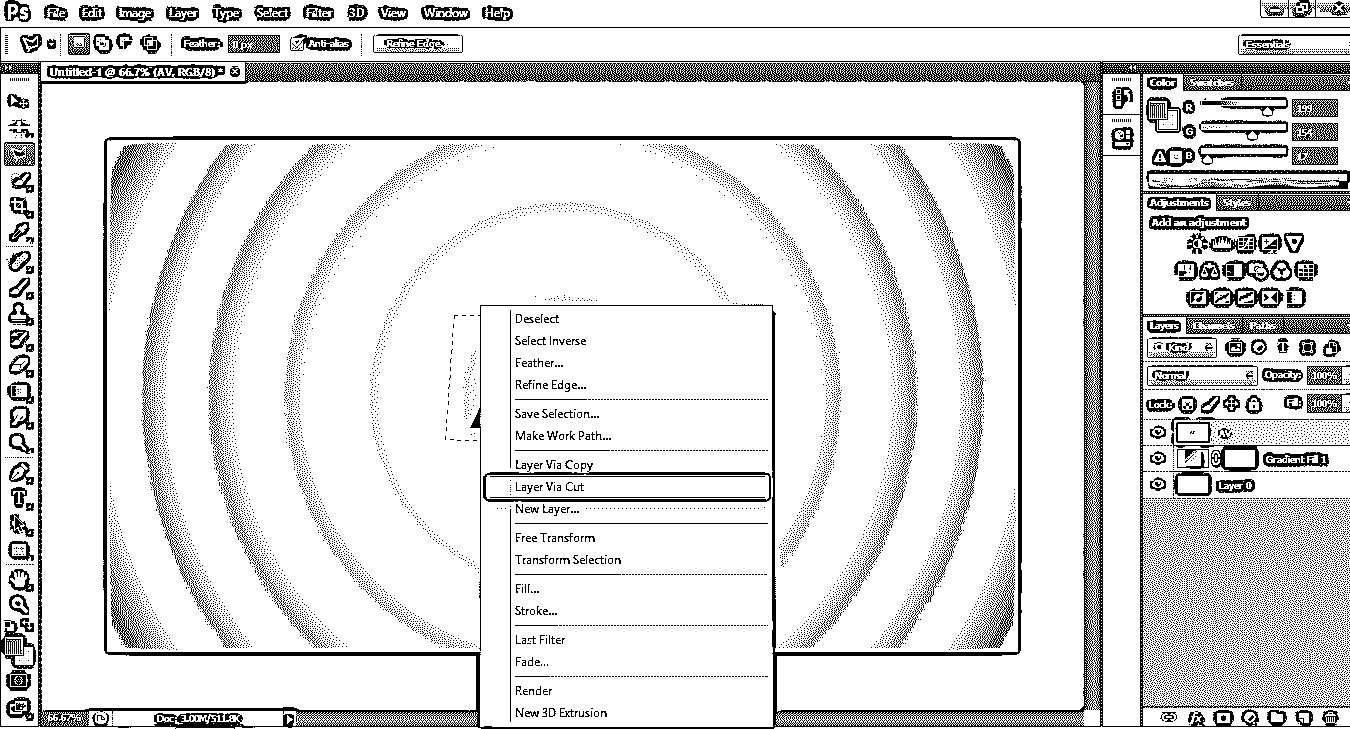 Ps File Edit Image Layer Type Select Filter 3D View Window Help
Feather: 0 px Anti-alias Refine Edge...
Essentials
Untitled-1 @ 66.7% (AV, RGB/8) *
Color
R
G
B
Adjustments Styles
Add an adjustment
Layers Channels Paths
Kind
Normal Opacity: 100%
Lock: Fill: 100%
AV
Gradient Fill 1
Layer 0
Deselect
Select Inverse
Feather...
Refine Edge...
Save Selection...
Make Work Path...
Layer Via Copy
Layer Via Cut
New Layer...
Free Transform
Transform Selection
Fill...
Stroke...
Last Filter
Fade...
Render
New 3D Extrusion
66.67% Doc: 3.00M/511.8K